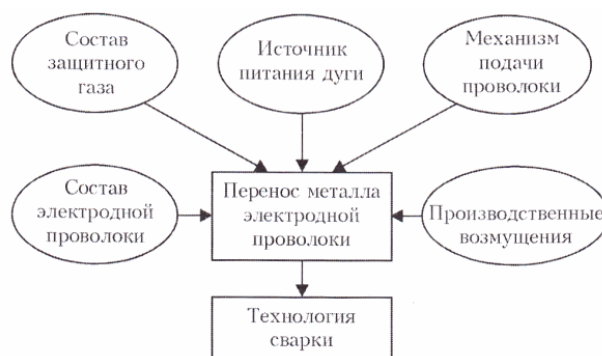 Состав
защитного
газа
Источник
питания дуги
Механизм
подачи
проволоки
Состав
электродной
проволоки
Перенос металла
электродной
проволоки
Производственные
возмущения
Технология
сварки